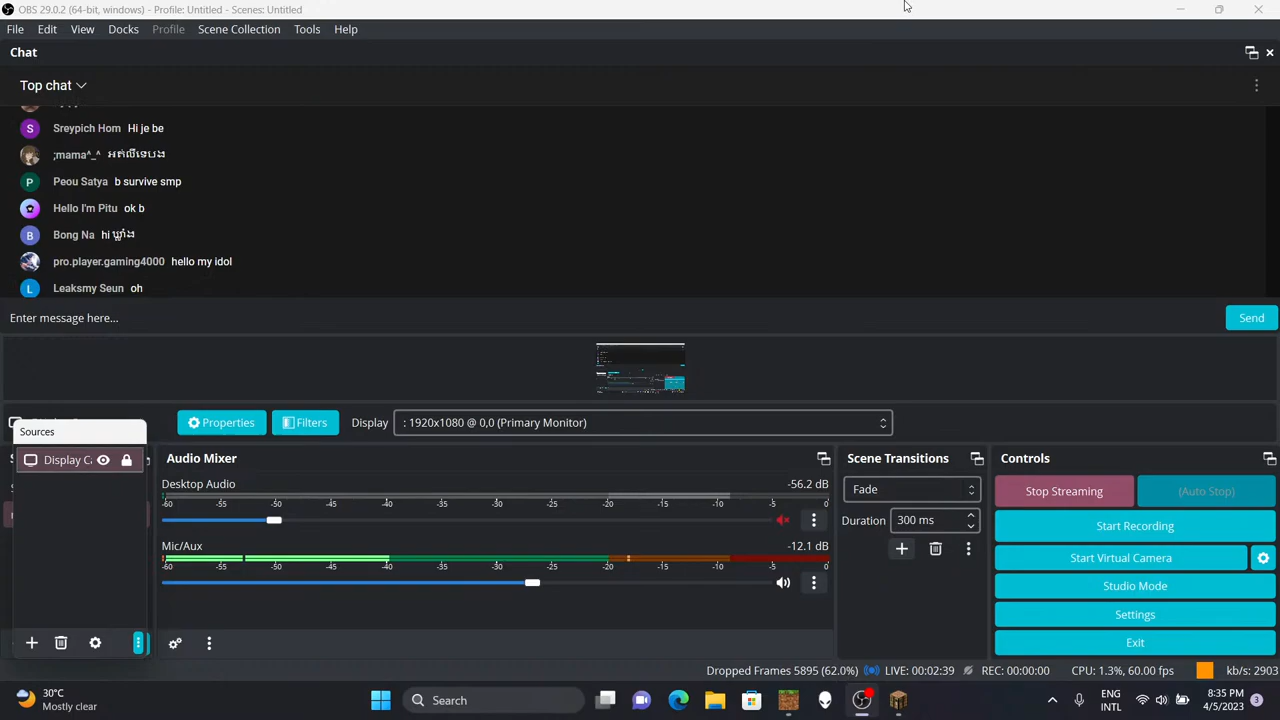 OBS 29.0.2 (64-bit, windows) - Profile: Untitled - Scenes: Untitled
File Edit View Docks Profile Scene Collection Tools Help
Chat
Top chat
Sreypich Hom Hi je be
;mama^_^ អត់លឺទេបង
P Peou Satya b survive smp
Hello I'm Pitu ok b
B Bong Na hi ឃ្លាំង
pro.player.gaming4000 hello my idol
L Leaksmy Seun oh
Enter message here...
Send
Properties Filters Display : 1920x1080 @ 0,0 (Primary Monitor)
Sources
Display Ca
Audio Mixer
Desktop Audio -56.2 dB
-60 -55 -50 -45 -40 -35 -30 -25 -20 -15 -10 -5 0
Mic/Aux -12.1 dB
-60 -55 -50 -45 -40 -35 -30 -25 -20 -15 -10 -5 0
Scene Transitions
Fade
Duration 300 ms
Controls
Stop Streaming (Auto Stop)
Start Recording
Start Virtual Camera
Studio Mode
Settings
Exit
Dropped Frames 5895 (62.0%) LIVE: 00:02:39 REC: 00:00:00 CPU: 1.3%, 60.00 fps kb/s: 2903
30°C
Mostly clear
Search
ENG
INTL
8:35 PM
4/5/2023
3